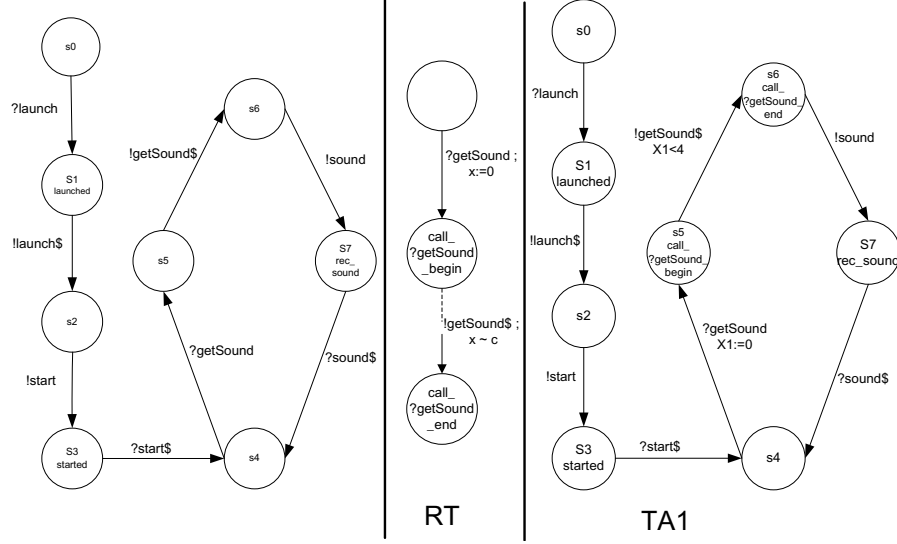 s0
?launch
S1
launched
!launch$
s2
!start
S3
started
?start$
s4
?getSound
s5
!getSound$
s6
!sound
S7
rec_
sound
?sound$
?getSound ;
x:=0
call_
?getSound
_begin
!getSound$ ;
x ~ c
call_
?getSound
_end
RT
s0
?launch
S1
launched
!launch$
s2
!start
S3
started
?start$
s4
?getSound
X1:=0
s5
call_
?getSound_
begin
!getSound$
X1<4
s6
call_
?getSound_
end
!sound
S7
rec_sound
?sound$
TA1